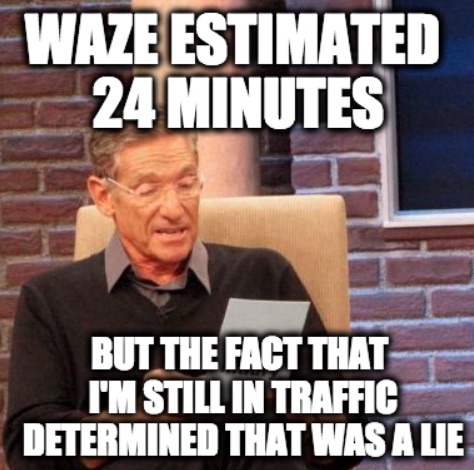 WAZE ESTIMATED
24 MINUTES
BUT THE FACT THAT
I'M STILL IN TRAFFIC
DETERMINED THAT WAS A LIE